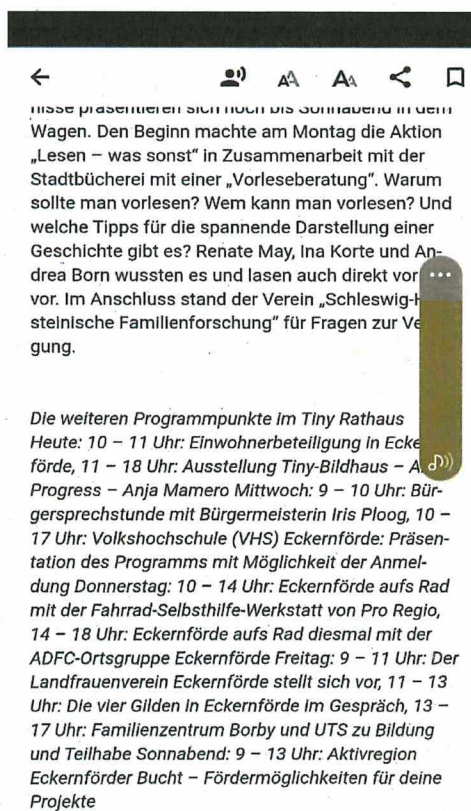 nisse präsentieren sich noch bis Sonnabend in dem
Wagen. Den Beginn machte am Montag die Aktion
„Lesen – was sonst“ in Zusammenarbeit mit der
Stadtbücherei mit einer „Vorleseberatung“. Warum
sollte man vorlesen? Wem kann man vorlesen? Und
welche Tipps für die spannende Darstellung einer
Geschichte gibt es? Renate May, Ina Korte und An-
drea Born wussten es und lasen auch direkt vor
vor. Im Anschluss stand der Verein „Schleswig-H
steinische Familienforschung“ für Fragen zur Ve
gung.
Die weiteren Programmpunkte im Tiny Rathaus
Heute: 10 – 11 Uhr: Einwohnerbeteiligung in Ecke
förde, 11 – 18 Uhr: Ausstellung Tiny-Bildhaus – A
Progress – Anja Mamero Mittwoch: 9 – 10 Uhr: Bür-
gersprechstunde mit Bürgermeisterin Iris Ploog, 10 –
17 Uhr: Volkshochschule (VHS) Eckernförde: Präsen-
tation des Programms mit Möglichkeit der Anmel-
dung Donnerstag: 10 – 14 Uhr: Eckernförde aufs Rad
mit der Fahrrad-Selbsthilfe-Werkstatt von Pro Regio,
14 – 18 Uhr: Eckernförde aufs Rad diesmal mit der
ADFC-Ortsgruppe Eckernförde Freitag: 9 – 11 Uhr: Der
Landfrauenverein Eckernförde stellt sich vor, 11 – 13
Uhr: Die vier Gilden in Eckernförde im Gespräch, 13 –
17 Uhr: Familienzentrum Borby und UTS zu Bildung
und Teilhabe Sonnabend: 9 – 13 Uhr: Aktivregion
Eckernförder Bucht – Fördermöglichkeiten für deine
Projekte